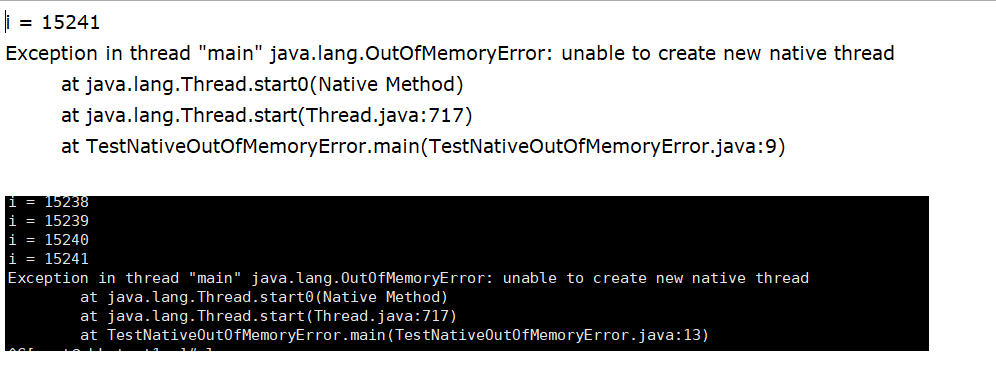 i = 15241
Exception in thread "main" java.lang.OutOfMemoryError: unable to create new native thread
at java.lang.Thread.start0(Native Method)
at java.lang.Thread.start(Thread.java:717)
at TestNativeOutOfMemoryError.main(TestNativeOutOfMemoryError.java:9)
i = 15238
i = 15239
i = 15240
i = 15241
Exception in thread "main" java.lang.OutOfMemoryError: unable to create new native thread
at java.lang.Thread.start0(Native Method)
at java.lang.Thread.start(Thread.java:717)
at TestNativeOutOfMemoryError.main(TestNativeOutOfMemoryError.java:13)